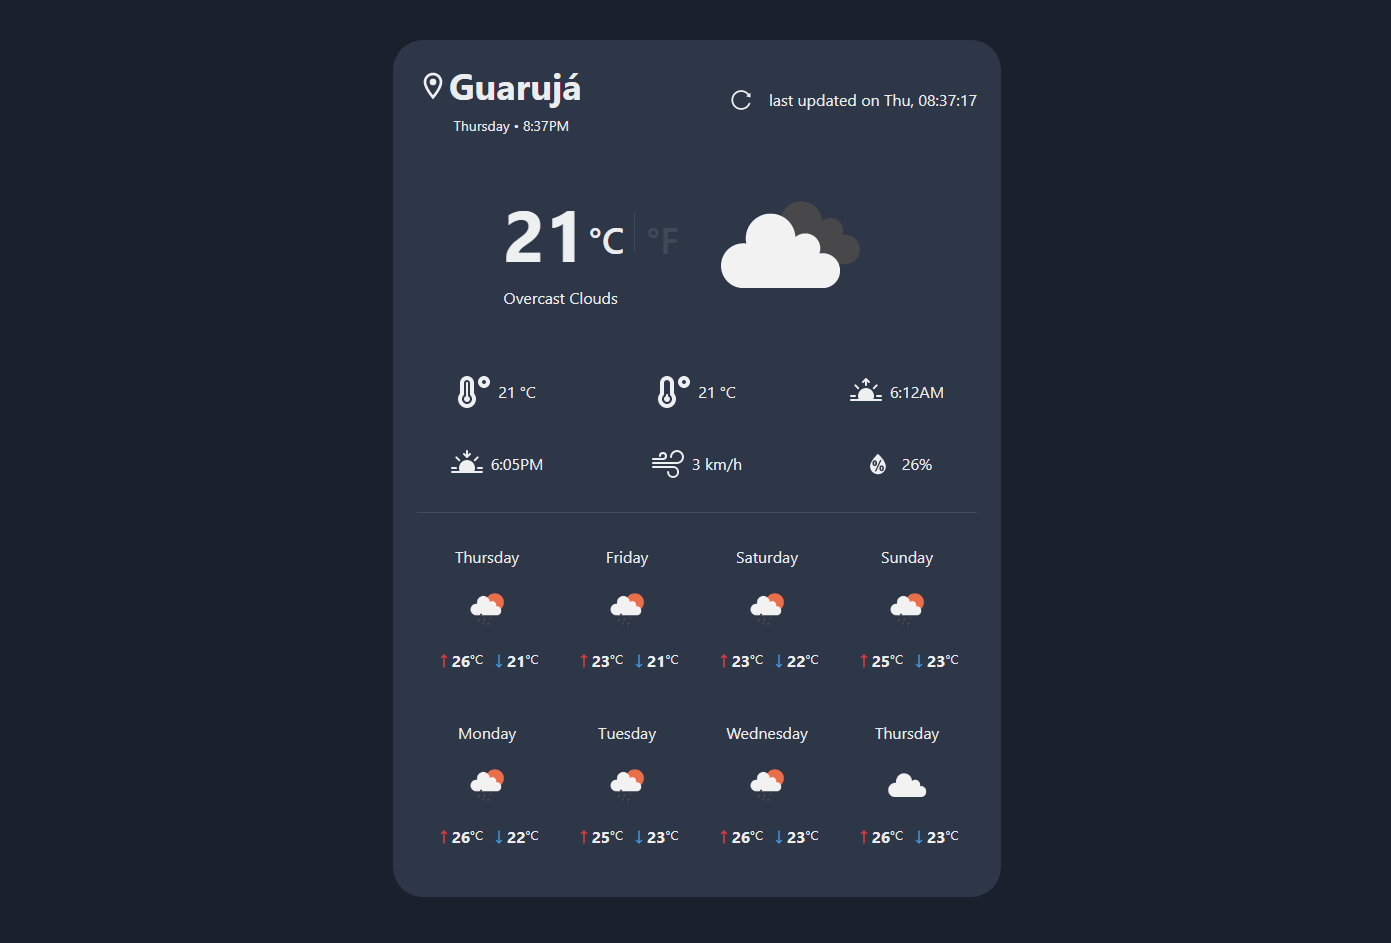 Guarujá
Thursday • 8:37PM
last updated on Thu, 08:37:17
21 °C °F
Overcast Clouds
21 °C 21 °C 6:12AM
6:05PM 3 km/h % 26%
Thursday Friday Saturday Sunday
↑ 26°C ↓ 21°C ↑ 23°C ↓ 21°C ↑ 23°C ↓ 22°C ↑ 25°C ↓ 23°C
Monday Tuesday Wednesday Thursday
↑ 26°C ↓ 22°C ↑ 25°C ↓ 23°C ↑ 26°C ↓ 23°C ↑ 26°C ↓ 23°C